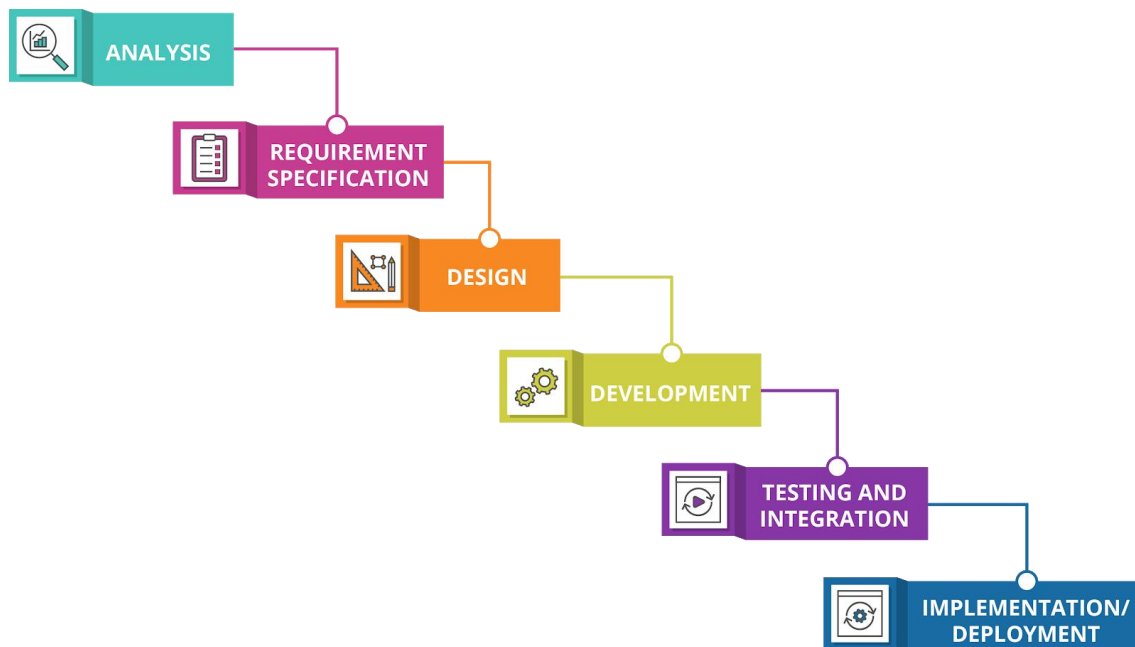 ANALYSIS
REQUIREMENT
SPECIFICATION
DESIGN
DEVELOPMENT
TESTING AND
INTEGRATION
IMPLEMENTATION/
DEPLOYMENT